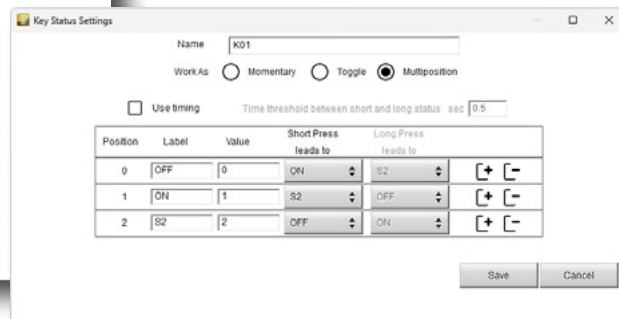 Key Status Settings
Name K01
Work As Momentary Toggle Multiposition
Use timing Time threshold between short and long status sec 0.5
Position Label Value Short Press leads to Long Press leads to
0 OFF 0 ON S2
1 ON 1 S2 OFF
2 S2 2 OFF ON
Save Cancel